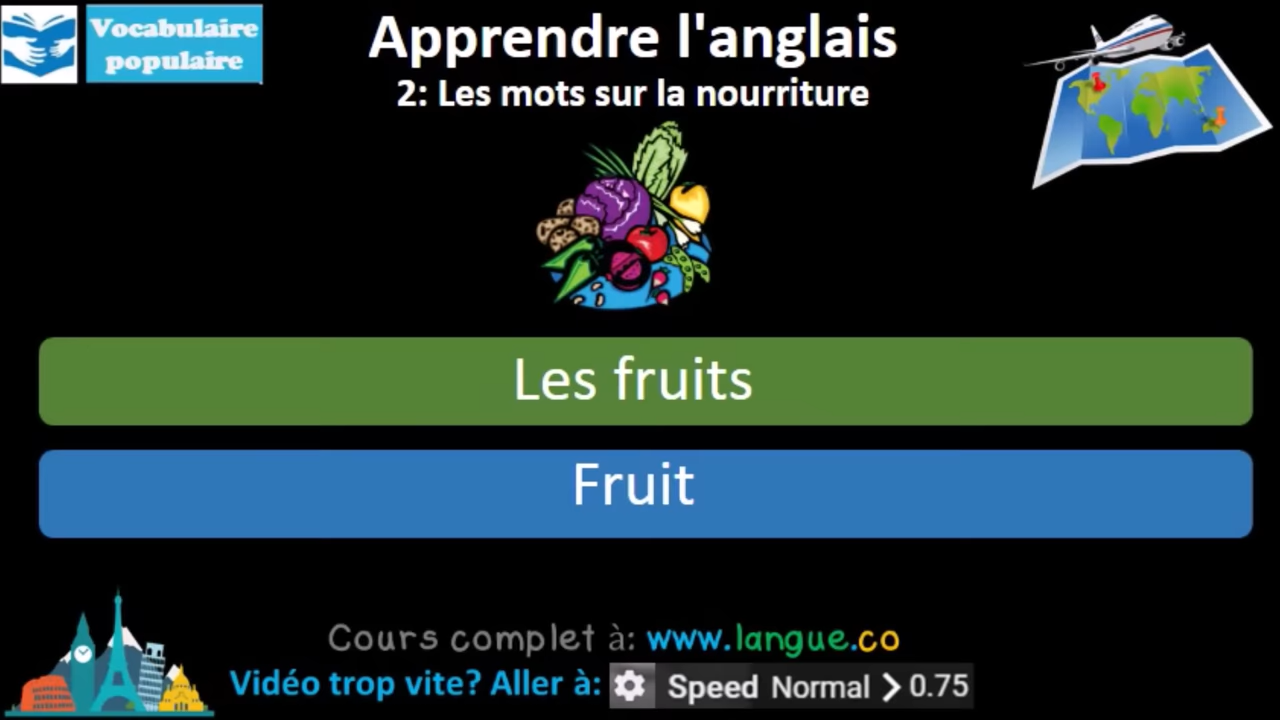 Vocabulaire
populaire
Apprendre l'anglais
2: Les mots sur la nourriture
Les fruits
Fruit
Cours complet à: www.langue.co
Vidéo trop vite? Aller à: Speed Normal > 0.75